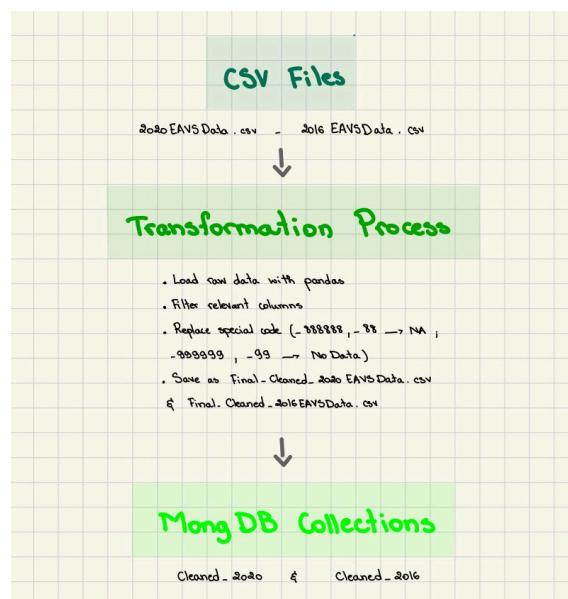 CSV Files
2020 EAVS Data . csv - 2016 EAVS Data . csv
Transformation Process
. Load raw data with pandas
. Filter relevant columns
. Replace special code (-888888, -88 → NA ,
-999999 , -99 → No Data)
. Save as Final_Cleaned_2020 EAVS Data. csv
& Final_Cleaned_2016 EAVS Data. csv
Mong DB Collections
Cleaned_2020 & Cleaned_2016